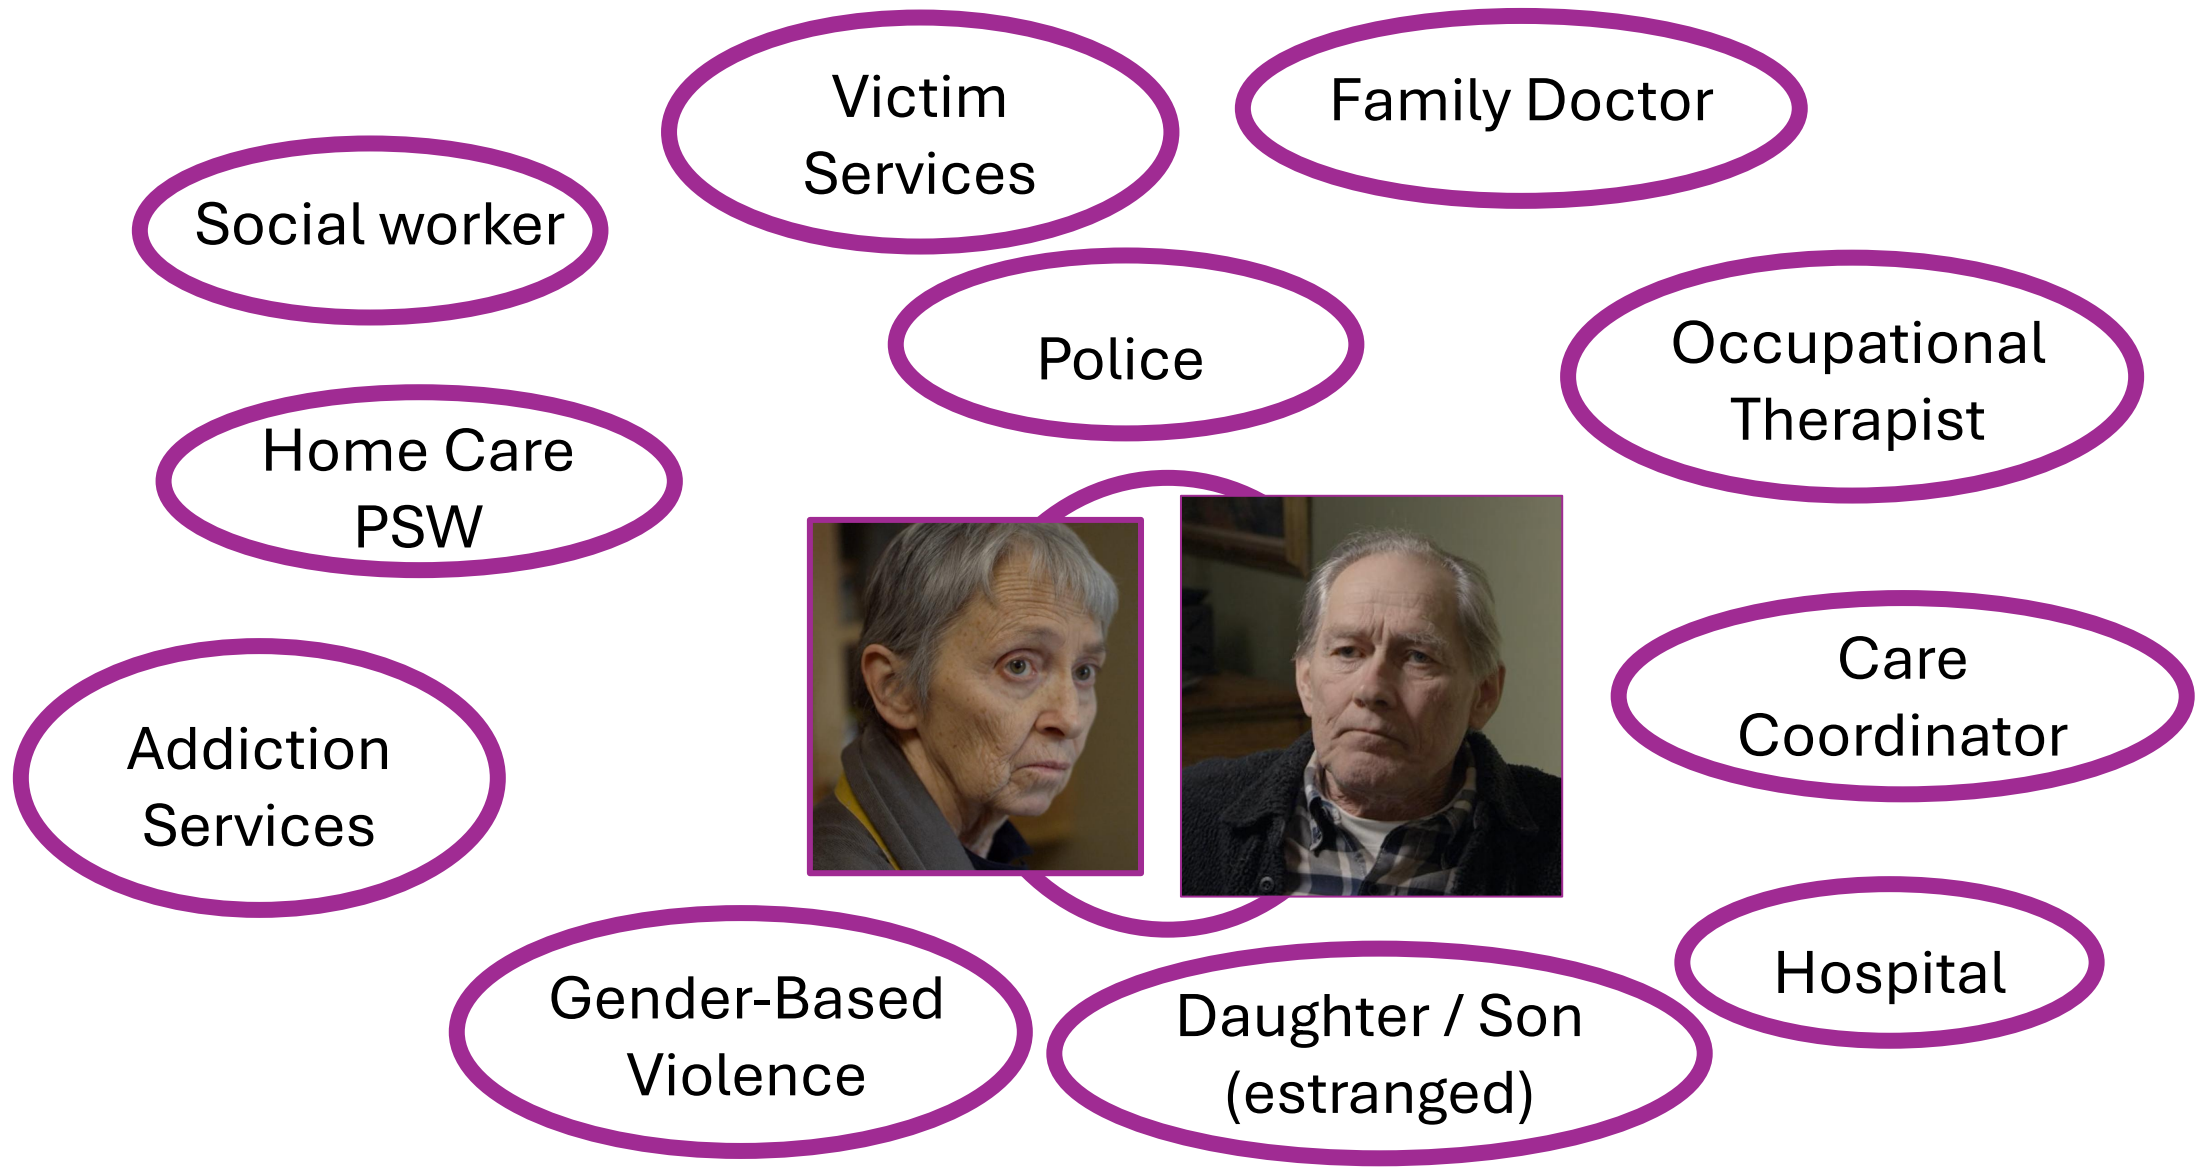 Victim
Services
Family Doctor
Social worker
Police
Occupational
Therapist
Home Care
PSW
Care
Coordinator
Addiction
Services
Hospital
Gender-Based
Violence
Daughter / Son
(estranged)